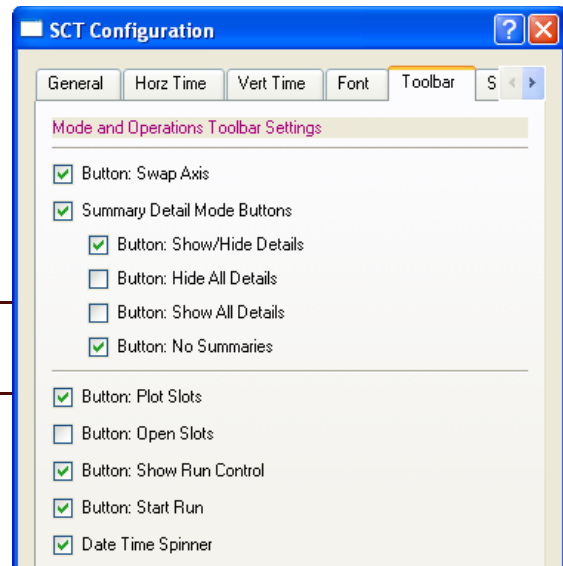 SCT Configuration
General Horz Time Vert Time Font Toolbar S
Mode and Operations Toolbar Settings
Button: Swap Axis
Summary Detail Mode Buttons
Button: Show/Hide Details
Button: Hide All Details
Button: Show All Details
Button: No Summaries
Button: Plot Slots
Button: Open Slots
Button: Show Run Control
Button: Start Run
Date Time Spinner